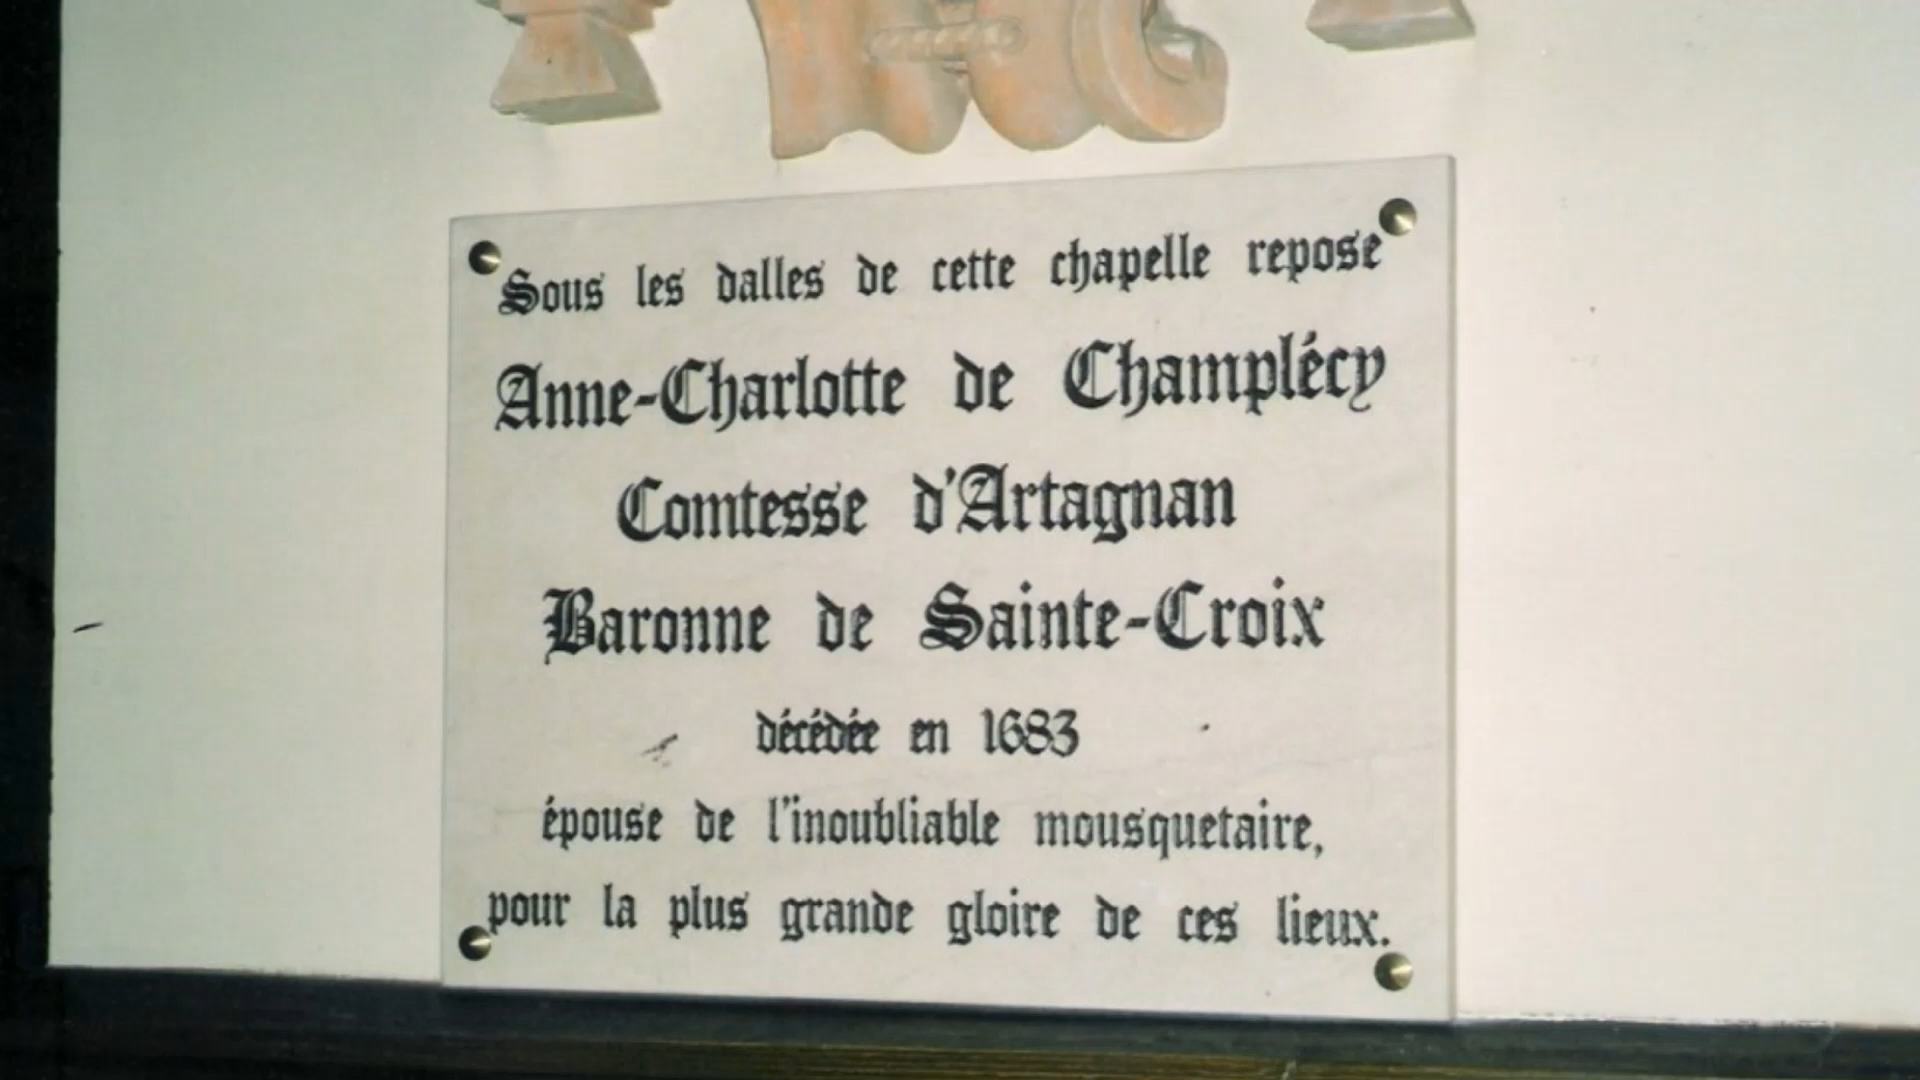 Sous les dalles de cette chapelle repose
Anne-Charlotte de Champlécy
Comtesse d'Artagnan
Baronne de Sainte-Croix
décédée en 1683
épouse de l'inoubliable mousquetaire,
pour la plus grande gloire de ces lieux.